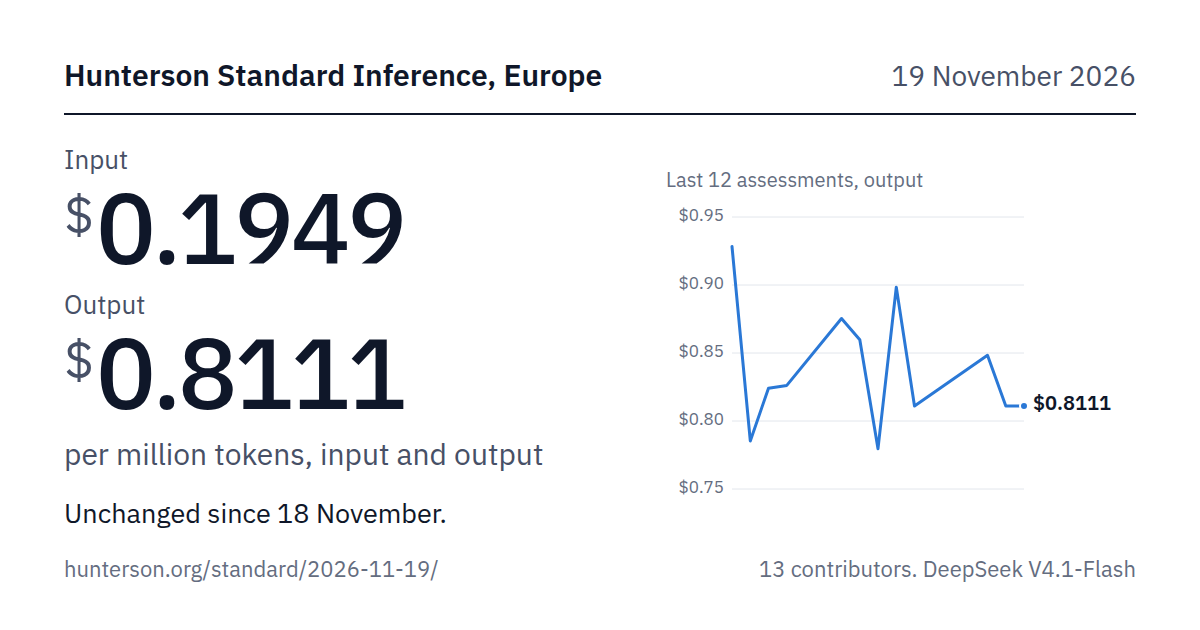 Hunterson Standard Inference, Europe
19 November 2026
Input
$0.1949
Output
$0.8111
per million tokens, input and output
Unchanged since 18 November.
hunterson.org/standard/2026-11-19/
Last 12 assessments, output
$0.95
$0.90
$0.85
$0.80
$0.75
$0.8111
13 contributors. DeepSeek V4.1-Flash